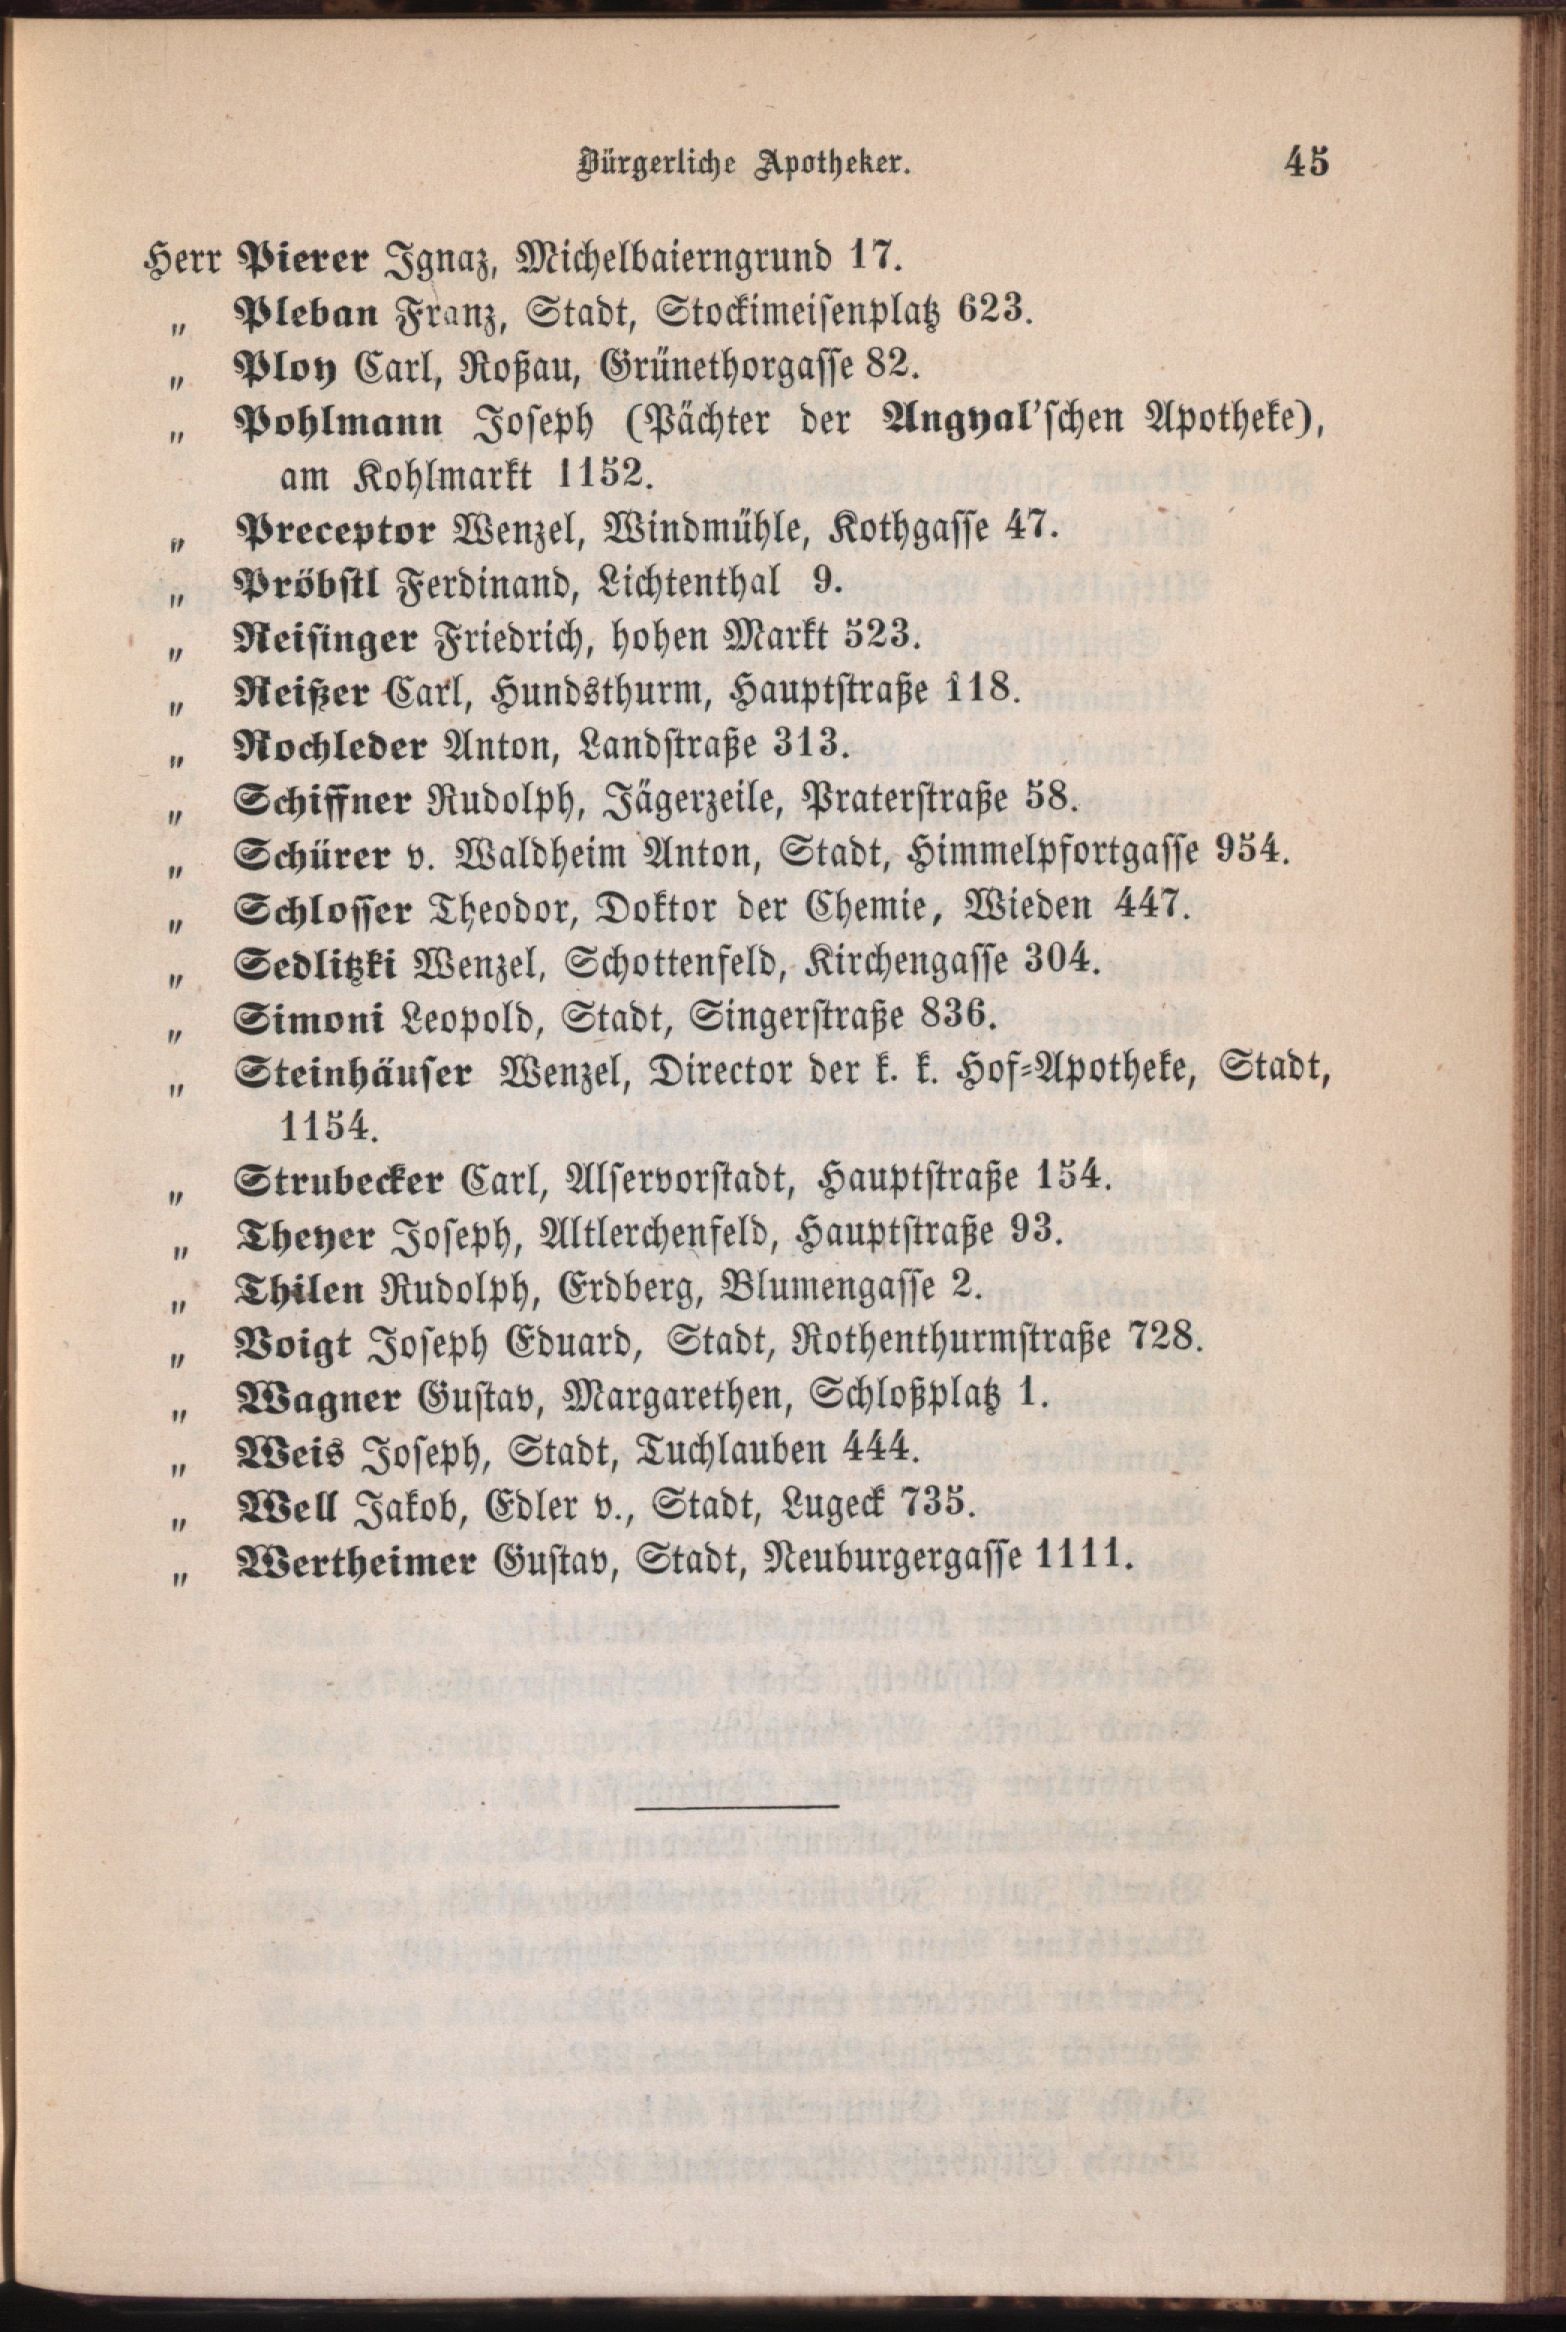 Bürgerliche Apotheker. 45
Herr Pierer Ignaz, Michelbaierngrund 17.
„ Pleban Franz, Stadt, Stockimeisenplatz 623.
„ Ploy Carl, Roßau, Grünethorgasse 82.
„ Pohlmann Joseph (Pächter der Angyal'schen Apotheke),
am Kohlmarkt 1152.
„ Preceptor Wenzel, Windmühle, Kothgasse 47.
„ Pröbstl Ferdinand, Lichtenthal 9.
„ Reisinger Friedrich, hohen Markt 523.
„ Reißer Carl, Hundsthurm, Hauptstraße 118.
„ Rochleder Anton, Landstraße 313.
„ Schiffner Rudolph, Jägerzeile, Praterstraße 58.
„ Schürer v. Waldheim Anton, Stadt, Himmelpfortgasse 954.
„ Schlosser Theodor, Doktor der Chemie, Wieden 447.
„ Sedlitzki Wenzel, Schottenfeld, Kirchengasse 304.
„ Simoni Leopold, Stadt, Singerstraße 836.
„ Steinhäuser Wenzel, Director der k. k. Hof-Apotheke, Stadt,
1154.
„ Strubecker Carl, Alservorstadt, Hauptstraße 154.
„ Theyer Joseph, Altlerchenfeld, Hauptstraße 93.
„ Thilen Rudolph, Erdberg, Blumengasse 2.
„ Voigt Joseph Eduard, Stadt, Rothenthurmstraße 728.
„ Wagner Gustav, Margarethen, Schloßplatz 1.
„ Weis Joseph, Stadt, Tuchlauben 444.
„ Well Jakob, Edler v., Stadt, Lugeck 735.
„ Wertheimer Gustav, Stadt, Neuburgergasse 1111.